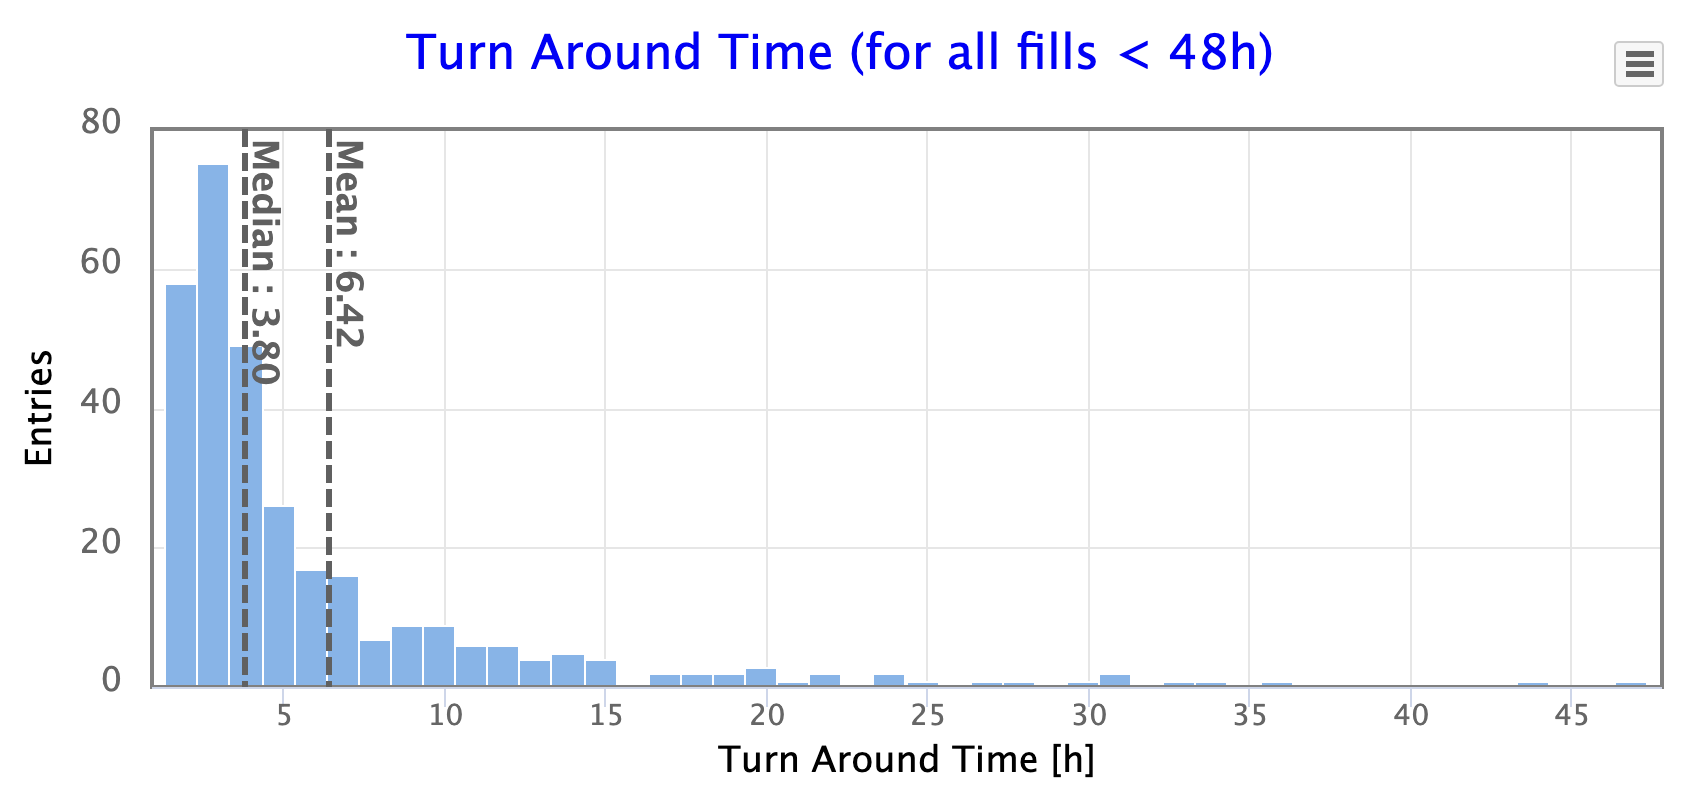 Turn Around Time (for all fills < 48h)
80
60
40
20
0
Entries
Median : 3.80
Mean : 6.42
5 10 15 20 25 30 35 40 45
Turn Around Time [h]